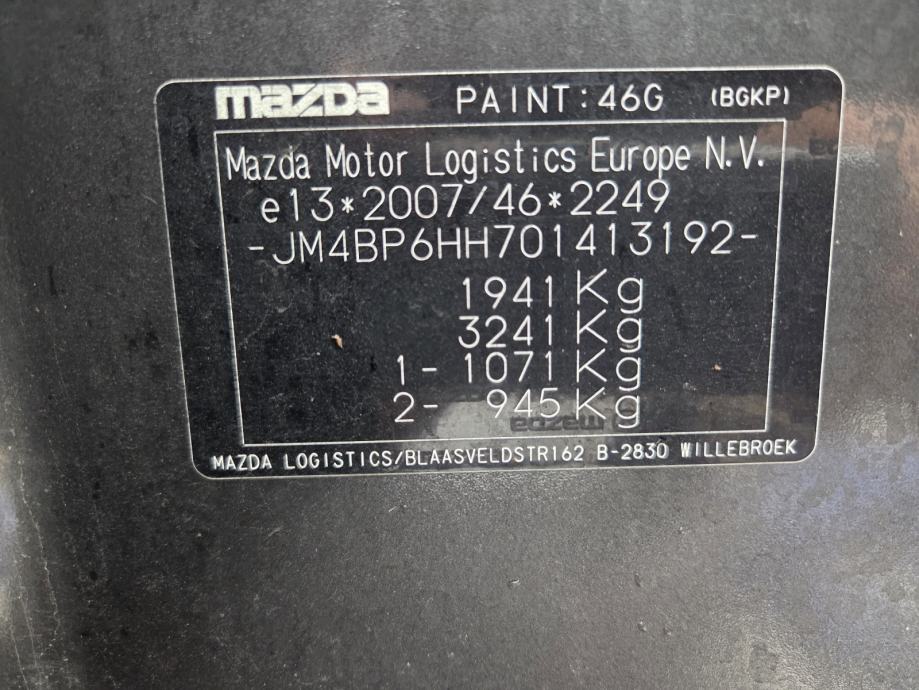 mazda PAINT:46G (BGKP)
Mazda Motor Logistics Europe N.V.
e13*2007/46*2249
-JM4BP6HH701413192-
1941 Kg
3241 Kg
1- 1071 Kg
2- 945 Kg
MAZDA LOGISTICS/BLAASVELDSTR162 B-2830 WILLEBROEK